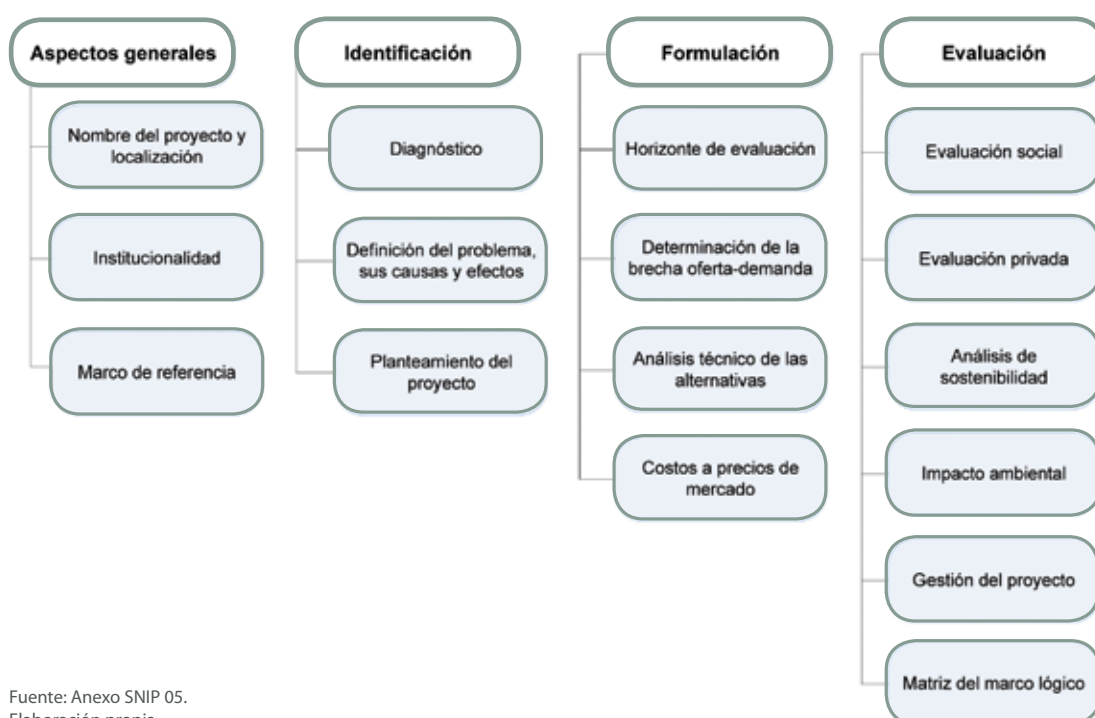 Aspectos generales
Nombre del proyecto y
localización
Institucionalidad
Marco de referencia
Identificación
Diagnóstico
Definición del problema,
sus causas y efectos
Planteamiento del
proyecto
Formulación
Horizonte de evaluación
Determinación de la
brecha oferta-demanda
Análisis técnico de las
alternativas
Costos a precios de
mercado
Evaluación
Evaluación social
Evaluación privada
Análisis de
sostenibilidad
Impacto ambiental
Gestión del proyecto
Matriz del marco lógico
Fuente: Anexo SNIP 05.
Elaboración propia